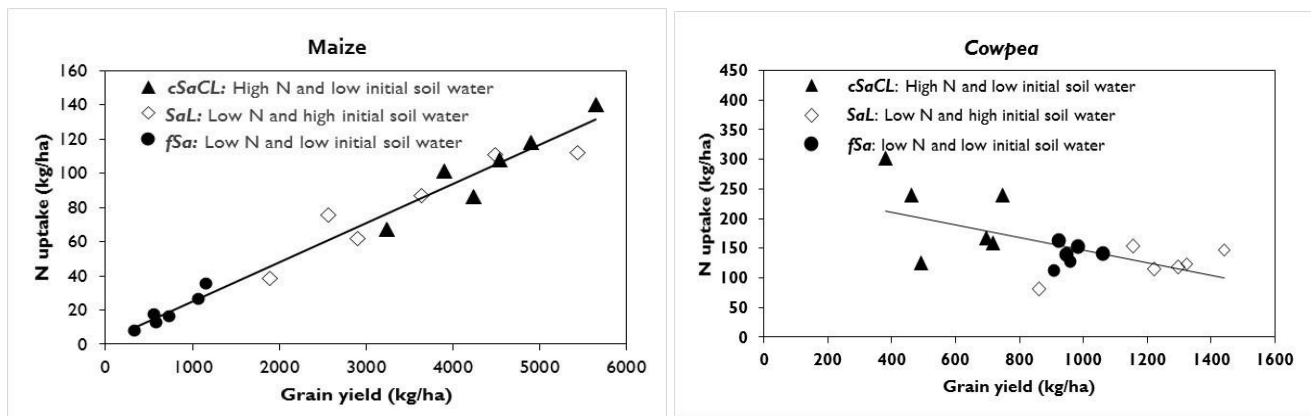 Maize
160
140
120
100
80
60
40
20
0
N uptake (kg/ha)
cSaCL: High N and low initial soil water
SaL: Low N and high initial soil water
fSa: Low N and low initial soil water
0 1000 2000 3000 4000 5000 6000
Grain yield (kg/ha)
Cowpea
450
400
350
300
250
200
150
100
50
0
N uptake (kg/ha)
cSaCL: High N and low initial soil water
SaL: Low N and high initial soil water
fSa: low N and low initial soil water
0 200 400 600 800 1000 1200 1400 1600
Grain yield (kg/ha)